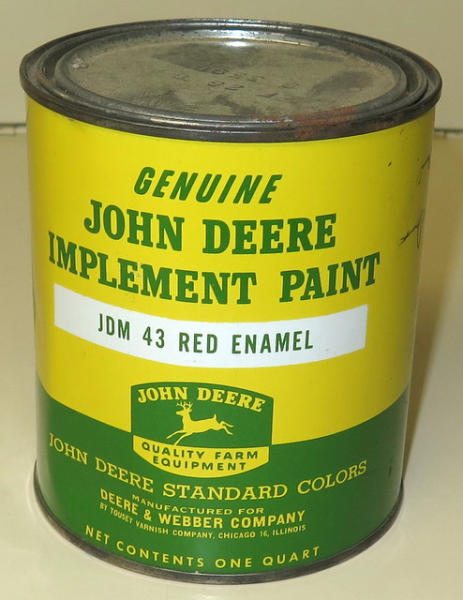 GENUINE
JOHN DEERE
IMPLEMENT PAINT
JDM 43 RED ENAMEL
JOHN DEERE
QUALITY FARM
EQUIPMENT
JOHN DEERE STANDARD COLORS
MANUFACTURED FOR
DEERE & WEBBER COMPANY
BY TOUSEY VARNISH COMPANY, CHICAGO 16, ILLINOIS
NET CONTENTS ONE QUART